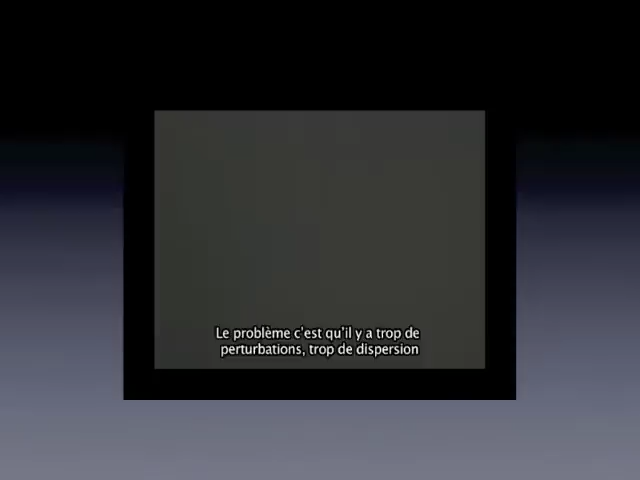 Le problème c'est qu'il y a trop de
perturbations, trop de dispersion